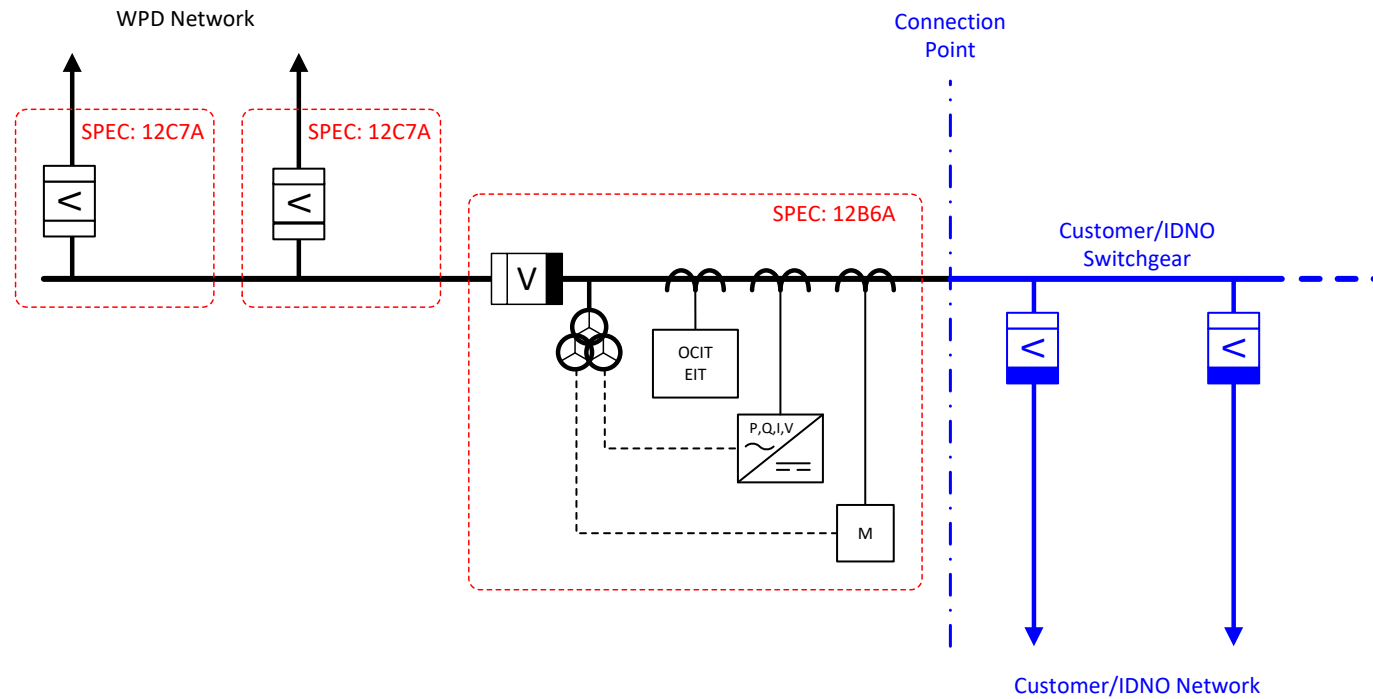 WPD Network
Connection
Point
SPEC: 12C7A
SPEC: 12C7A
V
V
SPEC: 12B6A
V
Customer/IDNO
Switchgear
OCIT
EIT
V
V
P,Q,I,V
M
Customer/IDNO Network